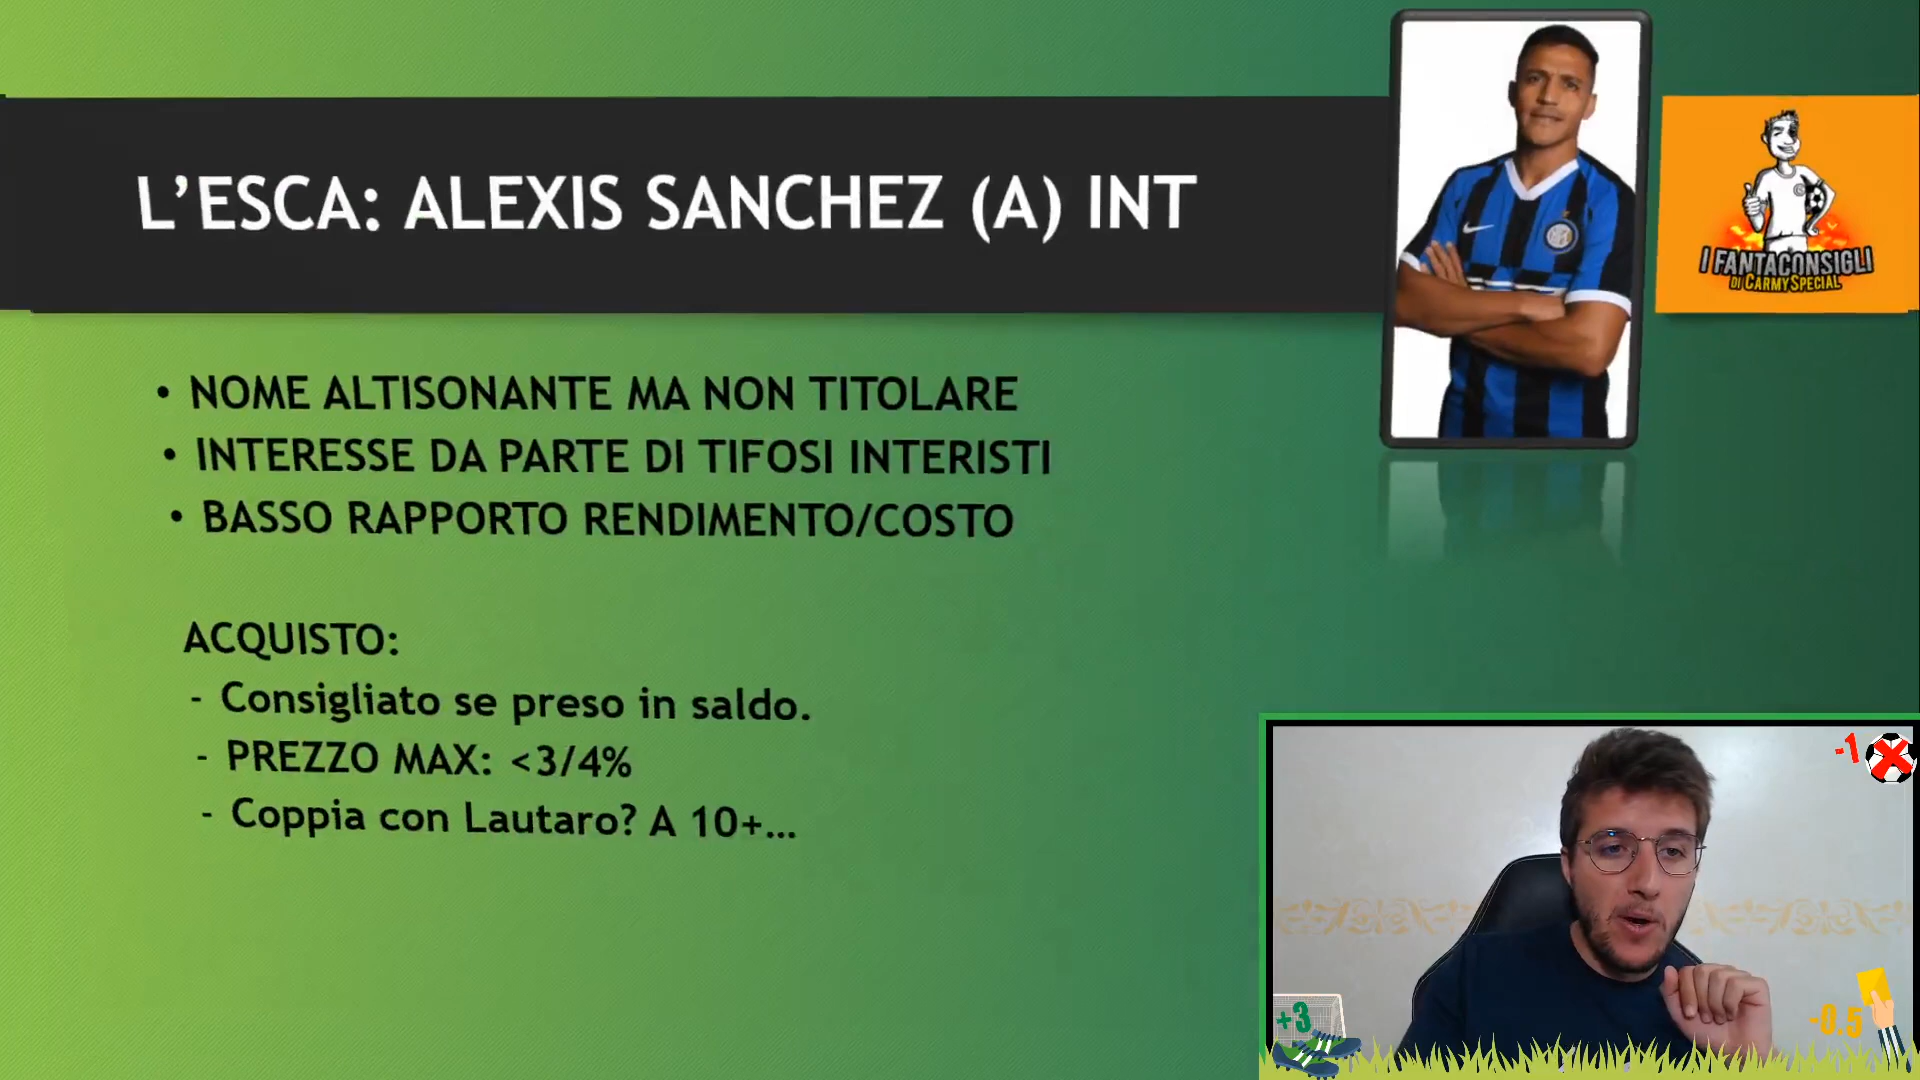 L'ESCA: ALEXIS SANCHEZ (A) INT
I FANTACONSIGLI
DI CARMYSPECIAL
• NOME ALTISONANTE MA NON TITOLARE
• INTERESSE DA PARTE DI TIFOSI INTERISTI
• BASSO RAPPORTO RENDIMENTO/COSTO
ACQUISTO:
- Consigliato se preso in saldo.
- PREZZO MAX: <3/4%
- Coppia con Lautaro? A 10+...
-1
+3
-0.5